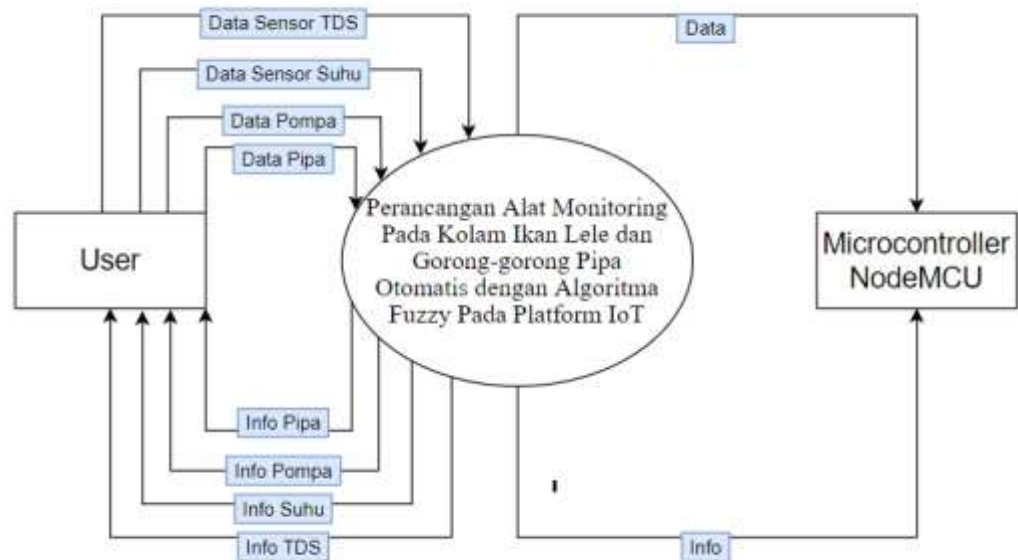 Data Sensor TDS
Data
Data Sensor Suhu
Data Pompa
Data Pipa
User
Perancangan Alat Monitoring
Pada Kolam Ikan Lele dan
Gorong-gorong Pipa
Otomatis dengan Algoritma
Fuzzy Pada Platform IoT
Microcontroller
NodeMCU
Info Pipa
Info Pompa
Info Suhu
Info TDS
Info